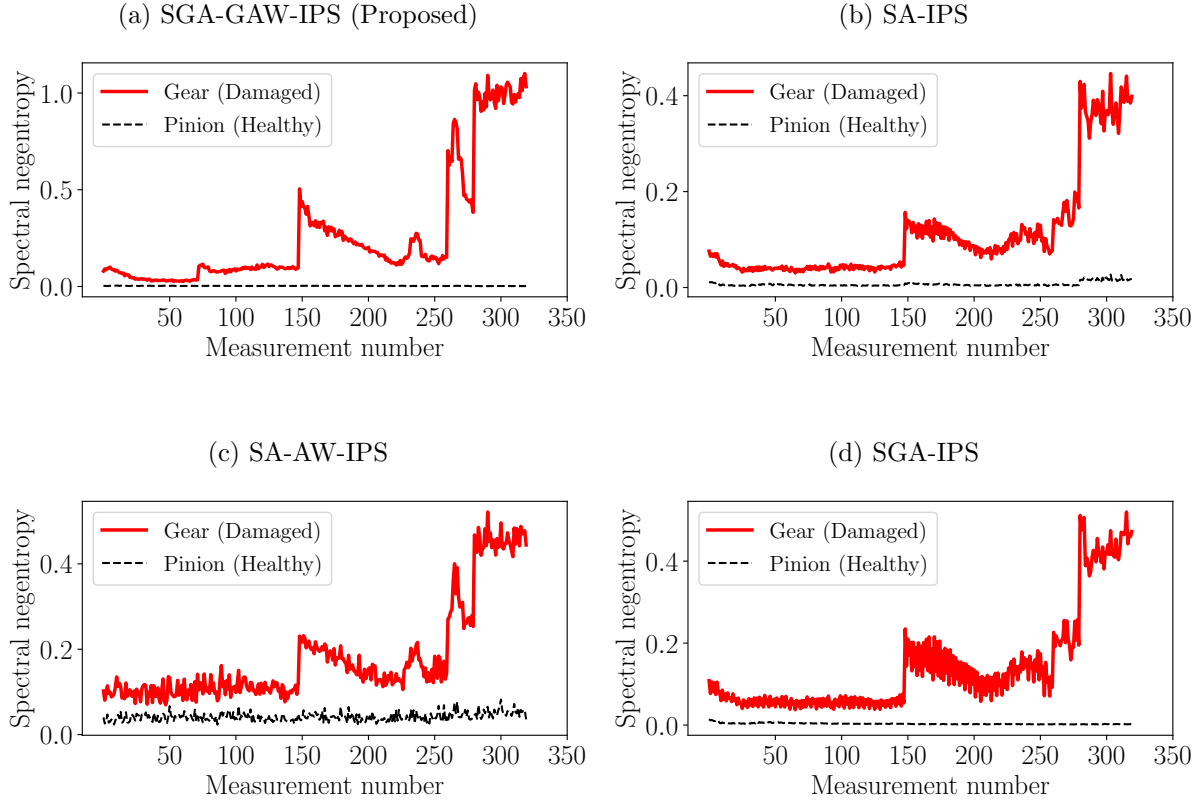 (a) SGA-GAW-IPS (Proposed)
Spectral negentropy
1.0
0.5
0.0
Gear (Damaged)
Pinion (Healthy)
50 100 150 200 250 300 350
Measurement number
(b) SA-IPS
Spectral negentropy
0.4
0.2
0.0
Gear (Damaged)
Pinion (Healthy)
50 100 150 200 250 300 350
Measurement number
(c) SA-AW-IPS
Spectral negentropy
0.4
0.2
0.0
Gear (Damaged)
Pinion (Healthy)
50 100 150 200 250 300 350
Measurement number
(d) SGA-IPS
Spectral negentropy
0.4
0.2
0.0
Gear (Damaged)
Pinion (Healthy)
50 100 150 200 250 300 350
Measurement number